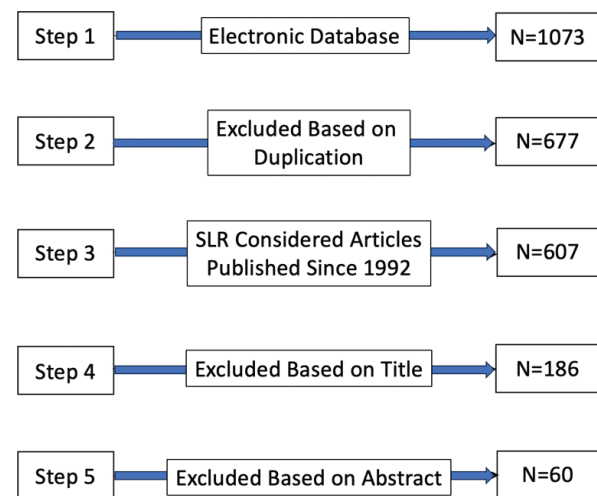 Step 1
Electronic Database
N=1073
Step 2
Excluded Based on
Duplication
N=677
Step 3
SLR Considered Articles
Published Since 1992
N=607
Step 4
Excluded Based on Title
N=186
Step 5
Excluded Based on Abstract
N=60